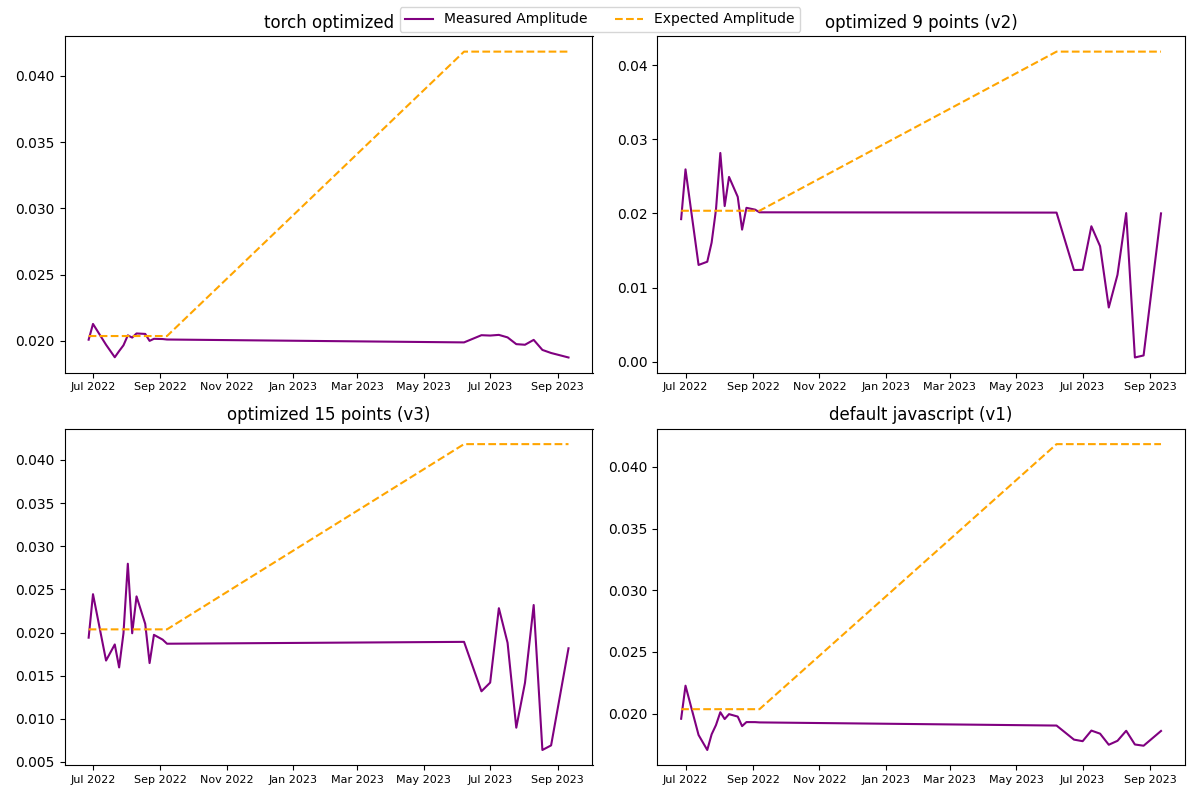 torch optimized
Measured Amplitude
Expected Amplitude
optimized 9 points (v2)
0.040
0.035
0.030
0.025
0.020
Jul 2022 Sep 2022 Nov 2022 Jan 2023 Mar 2023 May 2023 Jul 2023 Sep 2023
0.04
0.03
0.02
0.01
0.00
Jul 2022 Sep 2022 Nov 2022 Jan 2023 Mar 2023 May 2023 Jul 2023 Sep 2023
optimized 15 points (v3)
0.040
0.035
0.030
0.025
0.020
0.015
0.010
0.005
Jul 2022 Sep 2022 Nov 2022 Jan 2023 Mar 2023 May 2023 Jul 2023 Sep 2023
default javascript (v1)
0.040
0.035
0.030
0.025
0.020
Jul 2022 Sep 2022 Nov 2022 Jan 2023 Mar 2023 May 2023 Jul 2023 Sep 2023